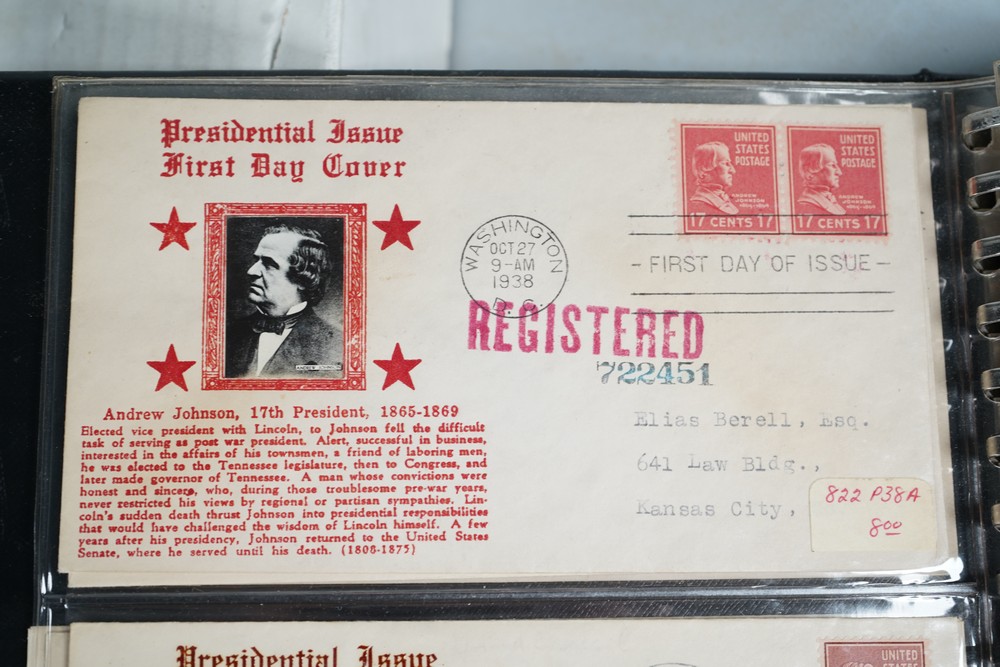 Presidential Issue
First Day Cover
ANDREW JOHNSON
Andrew Johnson, 17th President, 1865-1869
Elected vice president with Lincoln, to Johnson fell the difficult
task of serving as post war president. Alert, successful in business,
interested in the affairs of his townsmen, a friend of laboring men,
he was elected to the Tennessee legislature, then to Congress, and
later made governor of Tennessee. A man whose convictions were
honest and sincere, who, during those troublesome pre-war years,
never restricted his views by regional or partisan sympathies. Lin-
coln's sudden death thrust Johnson into presidential responsibilities
that would have challenged the wisdom of Lincoln himself. A few
years after his presidency, Johnson returned to the United States
Senate, where he served until his death. (1808-1875)
WASHINGTON
OCT 27
9-AM
1938
D. C.
UNITED
STATES
POSTAGE
ANDREW
JOHNSON
17 CENTS 17
UNITED
STATES
POSTAGE
ANDREW
JOHNSON
17 CENTS 17
- FIRST DAY OF ISSUE -
REGISTERED
722451
Elias Berell, Esq.
641 Law Bldg.,
Kansas City,
822 P38A
8.00
Presidential Issue
UNITED
STATES